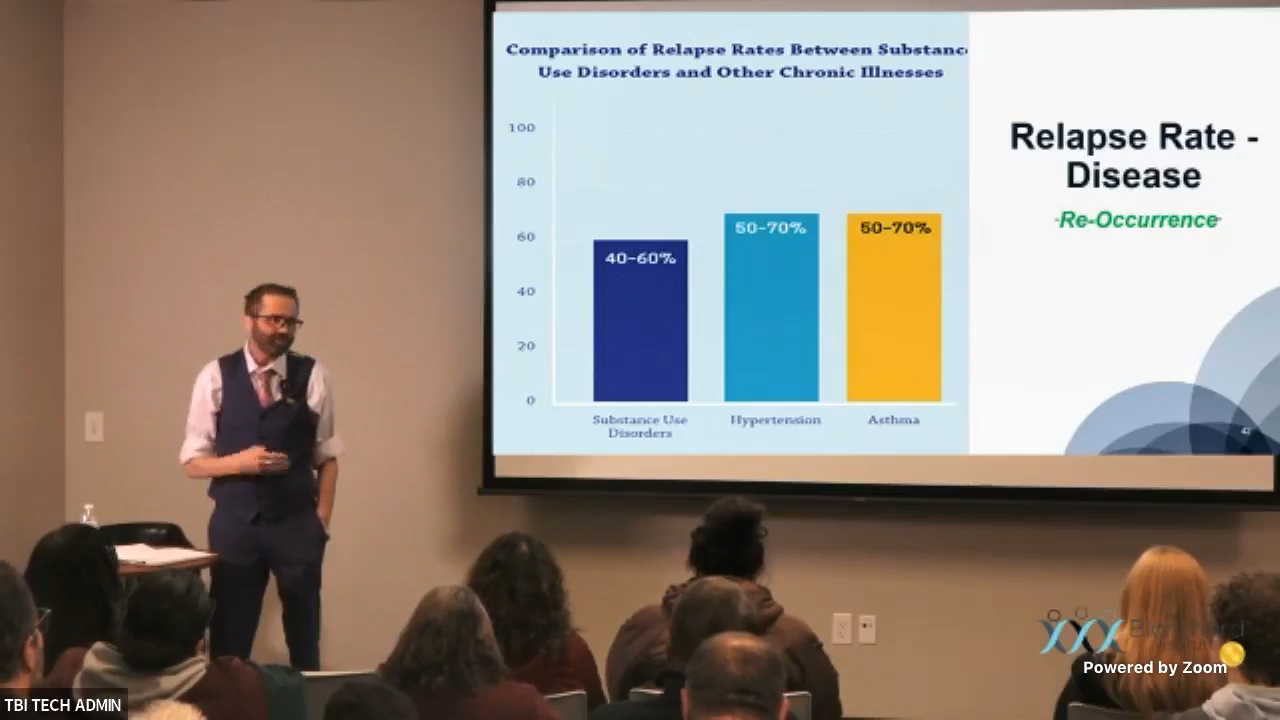 Comparison of Relapse Rates Between Substance
Use Disorders and Other Chronic Illnesses
100
80
60
40
20
0
40-60%
50-70%
50-70%
Substance Use
Disorders
Hypertension
Asthma
Relapse Rate -
Disease
-Re-Occurrence-
Powered by Zoom
TBI TECH ADMIN